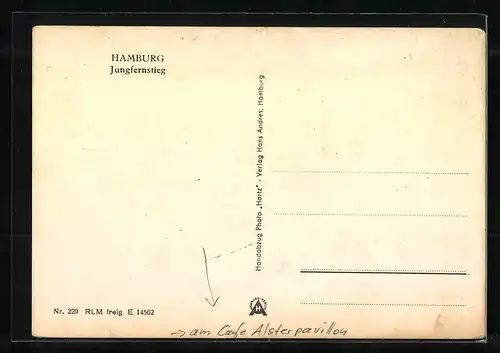 HAMBURG
Jungfernstieg
Handabzug Photo „Hartz" - Verlag Hans Andres, Hamburg
Nr. 229 RLM freig. E 14562
→ am Cafe Alsterpavillon